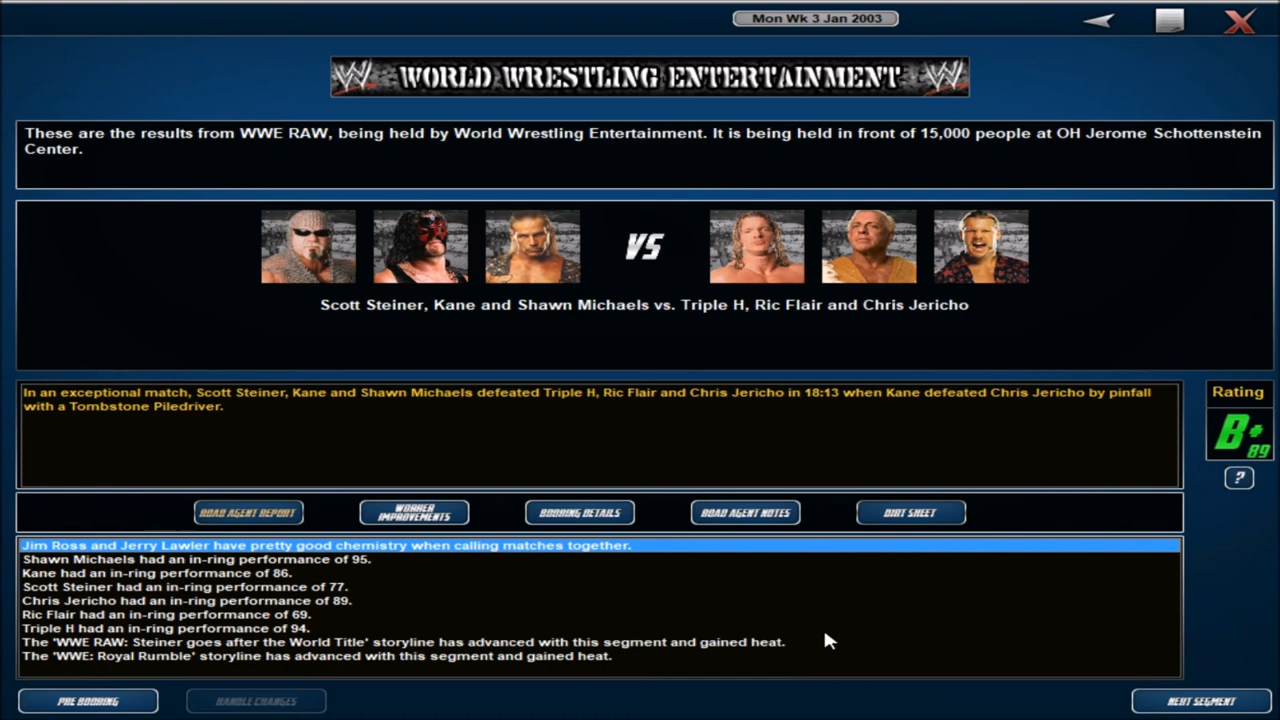 Mon Wk 3 Jan 2003
W WORLD WRESTLING ENTERTAINMENT W
These are the results from WWE RAW, being held by World Wrestling Entertainment. It is being held in front of 15,000 people at OH Jerome Schottenstein
Center.
VS
Scott Steiner, Kane and Shawn Michaels vs. Triple H, Ric Flair and Chris Jericho
In an exceptional match, Scott Steiner, Kane and Shawn Michaels defeated Triple H, Ric Flair and Chris Jericho in 18:13 when Kane defeated Chris Jericho by pinfall
with a Tombstone Piledriver.
Rating
B+
89
?
ROAD AGENT REPORT
WORKER
IMPROVEMENTS
BOOKING DETAILS
ROAD AGENT NOTES
DIRT SHEET
Jim Ross and Jerry Lawler have pretty good chemistry when calling matches together.
Shawn Michaels had an in-ring performance of 95.
Kane had an in-ring performance of 86.
Scott Steiner had an in-ring performance of 77.
Chris Jericho had an in-ring performance of 89.
Ric Flair had an in-ring performance of 69.
Triple H had an in-ring performance of 94.
The 'WWE RAW: Steiner goes after the World Title' storyline has advanced with this segment and gained heat.
The 'WWE: Royal Rumble' storyline has advanced with this segment and gained heat.
PRE BOOKING
HANDLE CHANGES
NEXT SEGMENT